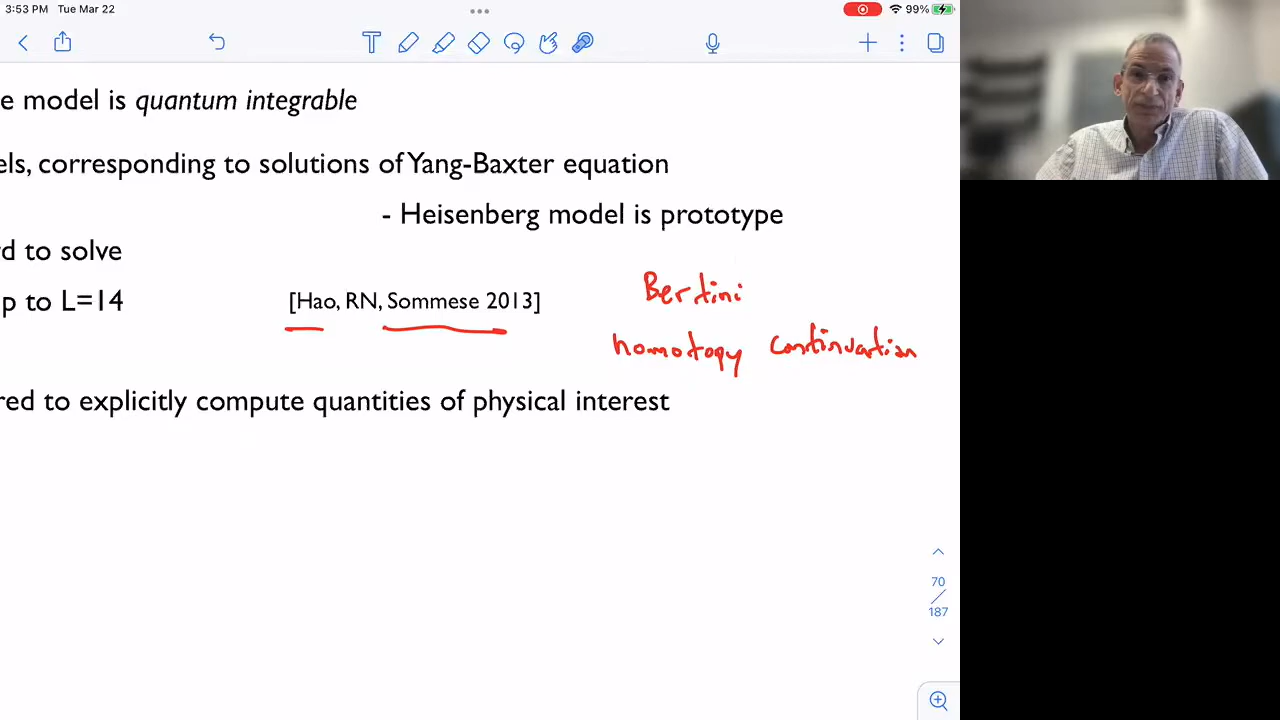 3:53 PM Tue Mar 22
99%
e model is quantum integrable
els, corresponding to solutions of Yang-Baxter equation
- Heisenberg model is prototype
rd to solve
p to L=14 [Hao, RN, Sommese 2013]
Bertini
homotopy continuation
red to explicitly compute quantities of physical interest
70
187